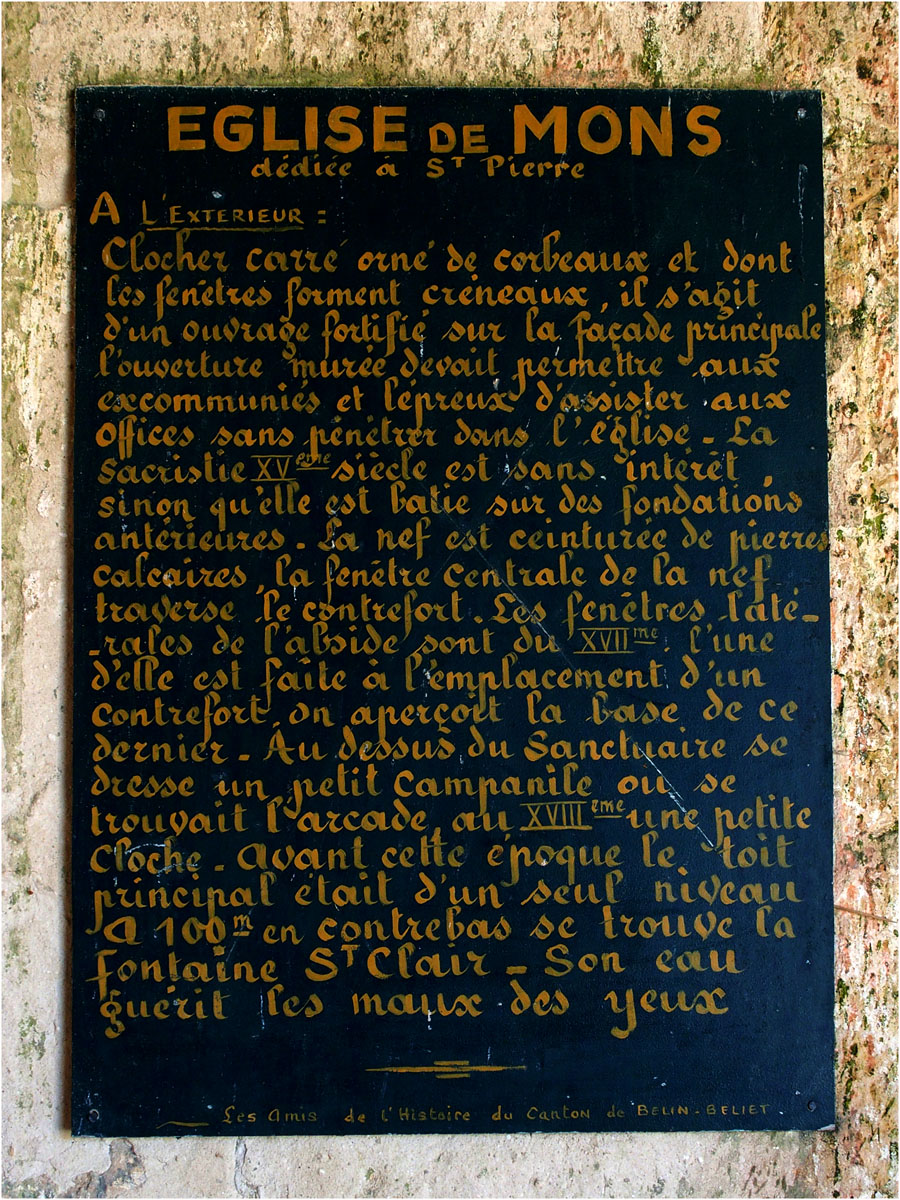 EGLISE DE MONS
dédiée à St Pierre
A L'EXTERIEUR :
Clocher carré orné de corbeaux et dont
les fenêtres forment créneaux, il s'agit
d'un ouvrage fortifié sur la façade principale
l'ouverture murée devait permettre aux
excommuniés et lépreux d'assister aux
offices sans pénétrer dans l'église - La
Sacristie XVeme siècle est sans intérêt,
sinon qu'elle est batie sur des fondations
antérieures. La nef est ceinturée de pierres
calcaires, la fenêtre centrale de la nef
traverse le contrefort. Les fenêtres laté-
-rales de l'abside sont du XVIIme. l'une
d'elle est faite à l'emplacement d'un
contrefort, on aperçoit la base de ce
dernier - Au dessus du Sanctuaire se
dresse un petit Campanile ou se
trouvait l'arcade, au XVIIIeme une petite
Cloche - Avant cette époque le toit
principal était d'un seul niveau
A 100m en contrebas se trouve la
fontaine St Clair - Son eau
guérit les maux des yeux
Les Amis de l'Histoire du Canton de BELIN-BELIET